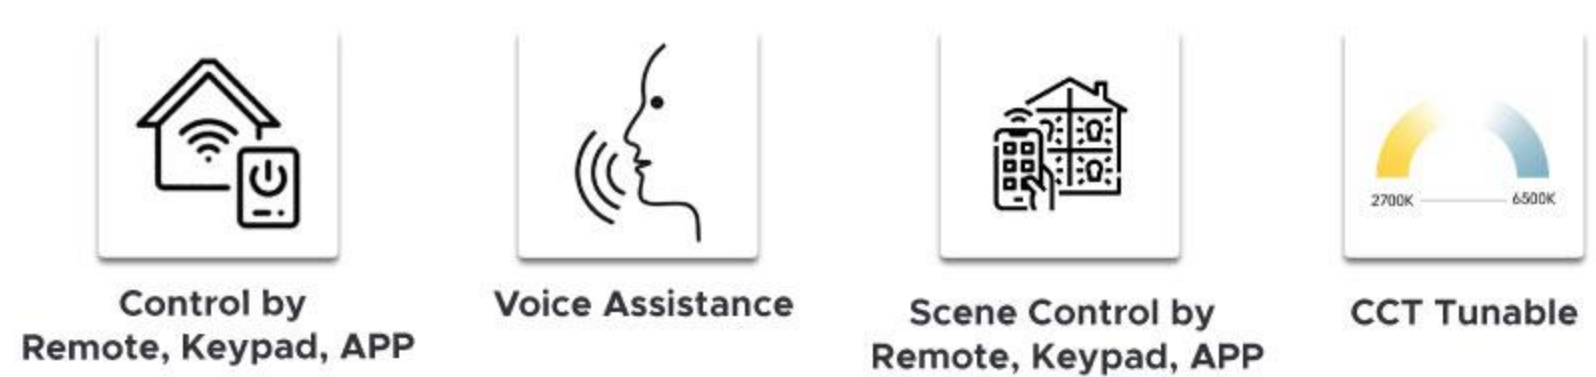 Control by
Remote, Keypad, APP
Voice Assistance
Scene Control by
Remote, Keypad, APP
2700K
6500K
CCT Tunable